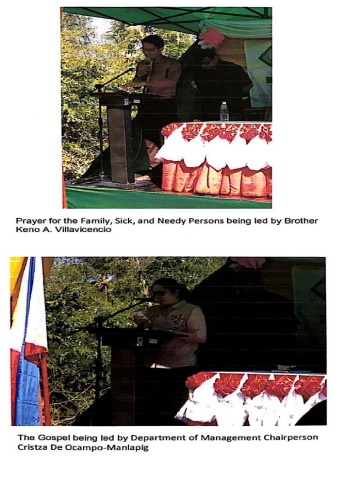 Prayer for the Family, Sick, and Needy Persons being led by Brother
Keno A. Villavicencio
The Gospel being led by Department of Management Chairperson
Cristza De Ocampo-Manlapig